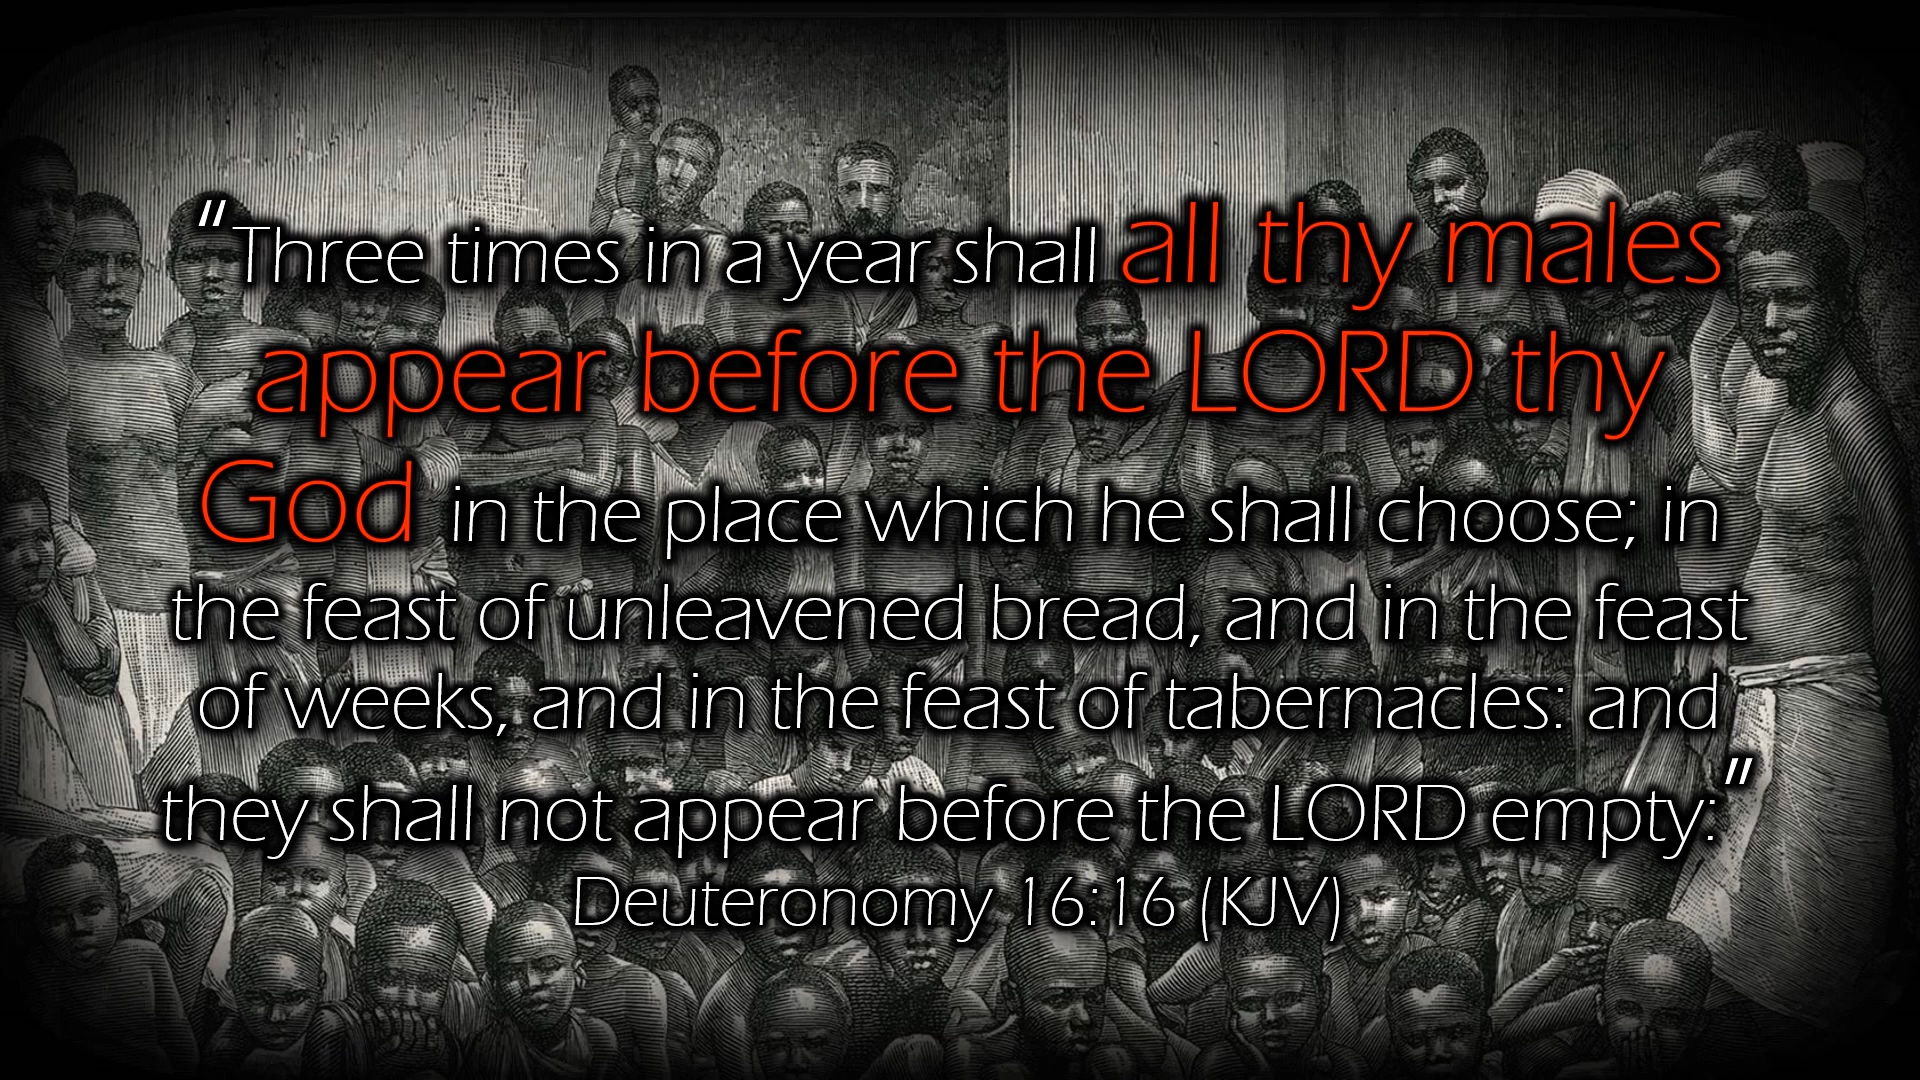 “Three times in a year shall all thy males
appear before the LORD thy
God in the place which he shall choose; in
the feast of unleavened bread, and in the feast
of weeks, and in the feast of tabernacles: and
they shall not appear before the LORD empty:”
Deuteronomy 16:16 (KJV)